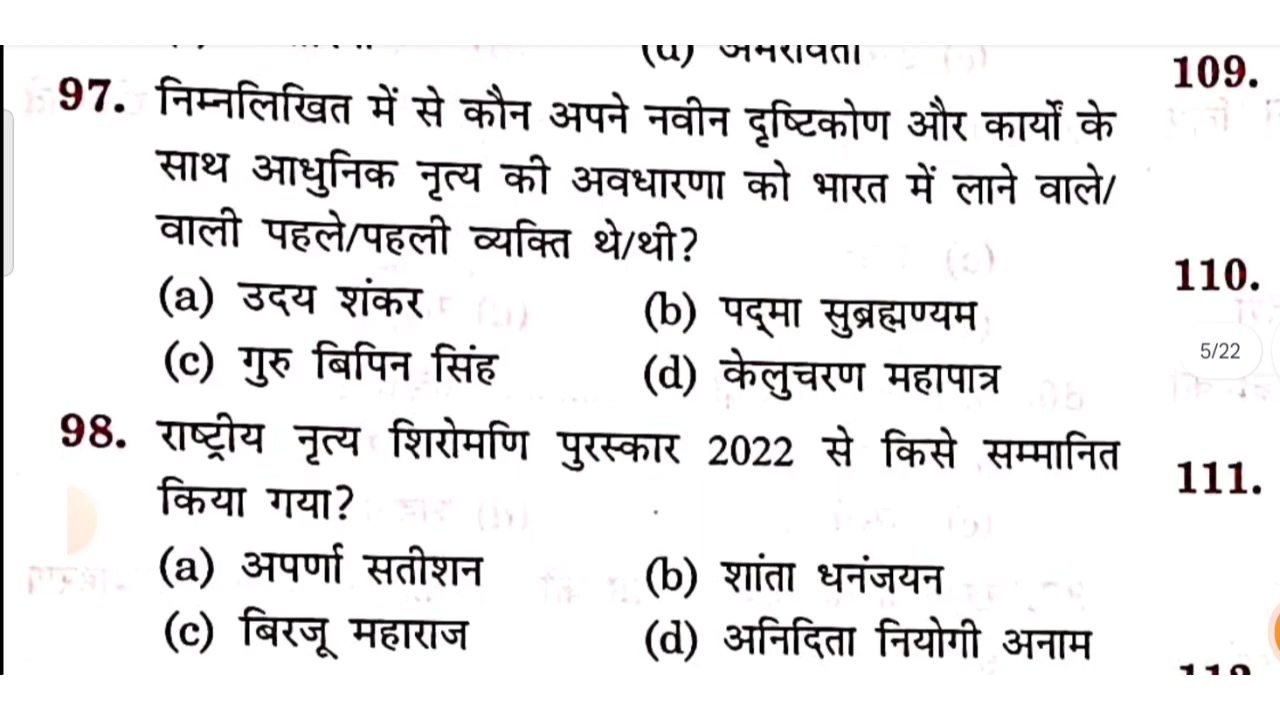 (d) अमरावती
97. निम्नलिखित में से कौन अपने नवीन दृष्टिकोण और कार्यों के
साथ आधुनिक नृत्य की अवधारणा को भारत में लाने वाले/
वाली पहले/पहली व्यक्ति थे/थी?
(a) उदय शंकर (b) पद्मा सुब्रह्मण्यम
(c) गुरु बिपिन सिंह (d) केलुचरण महापात्र
98. राष्ट्रीय नृत्य शिरोमणि पुरस्कार 2022 से किसे सम्मानित
किया गया?
(a) अपर्णा सतीशन (b) शांता धनंजयन
(c) बिरजू महाराज (d) अनिदिता नियोगी अनाम
109.
110.
5/22
111.